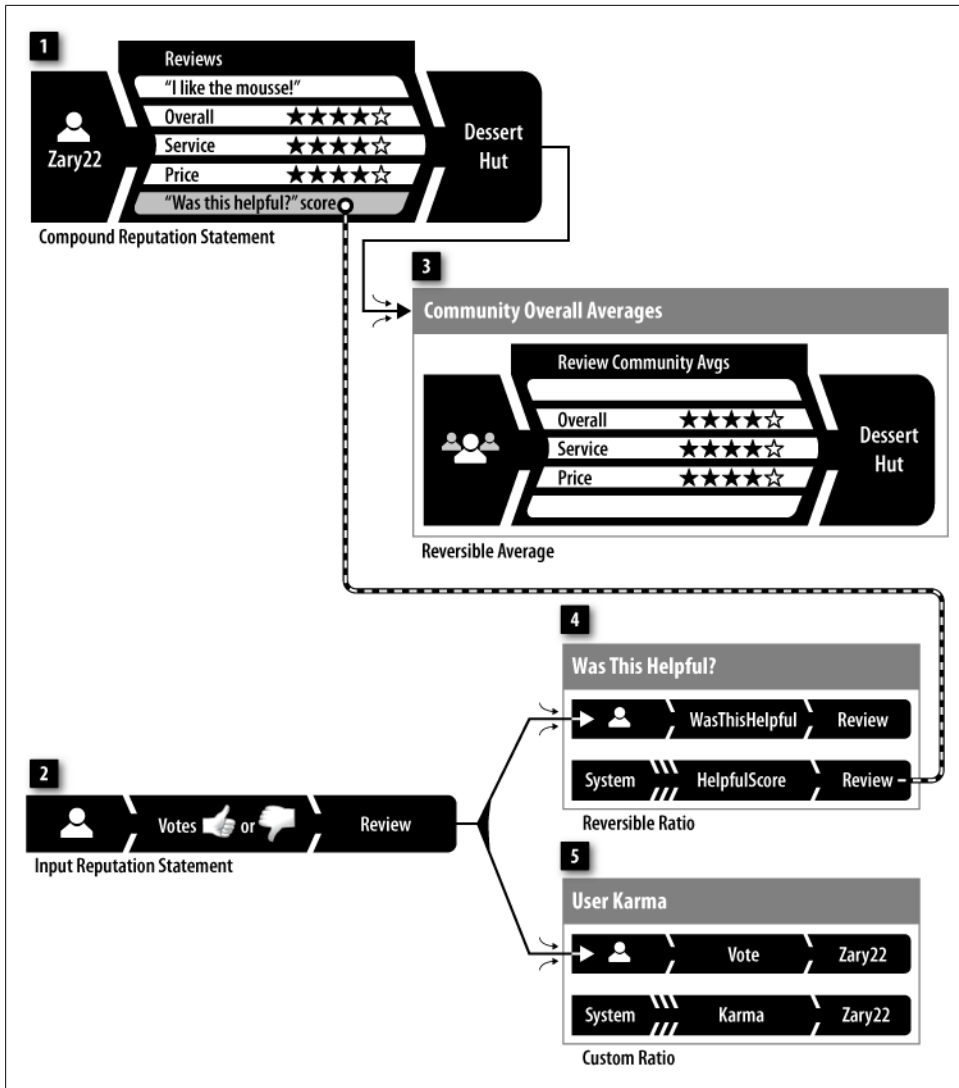 1
Reviews
“I like the mousse!”
Overall
Service
Price
“Was this helpful?” score
Zary22
Dessert
Hut
Compound Reputation Statement
3
Community Overall Averages
Review Community Avgs
Overall
Service
Price
Dessert
Hut
Reversible Average
4
Was This Helpful?
WasThisHelpful Review
System HelpfulScore Review
Reversible Ratio
2
Votes or Review
Input Reputation Statement
5
User Karma
Vote Zary22
System Karma Zary22
Custom Ratio